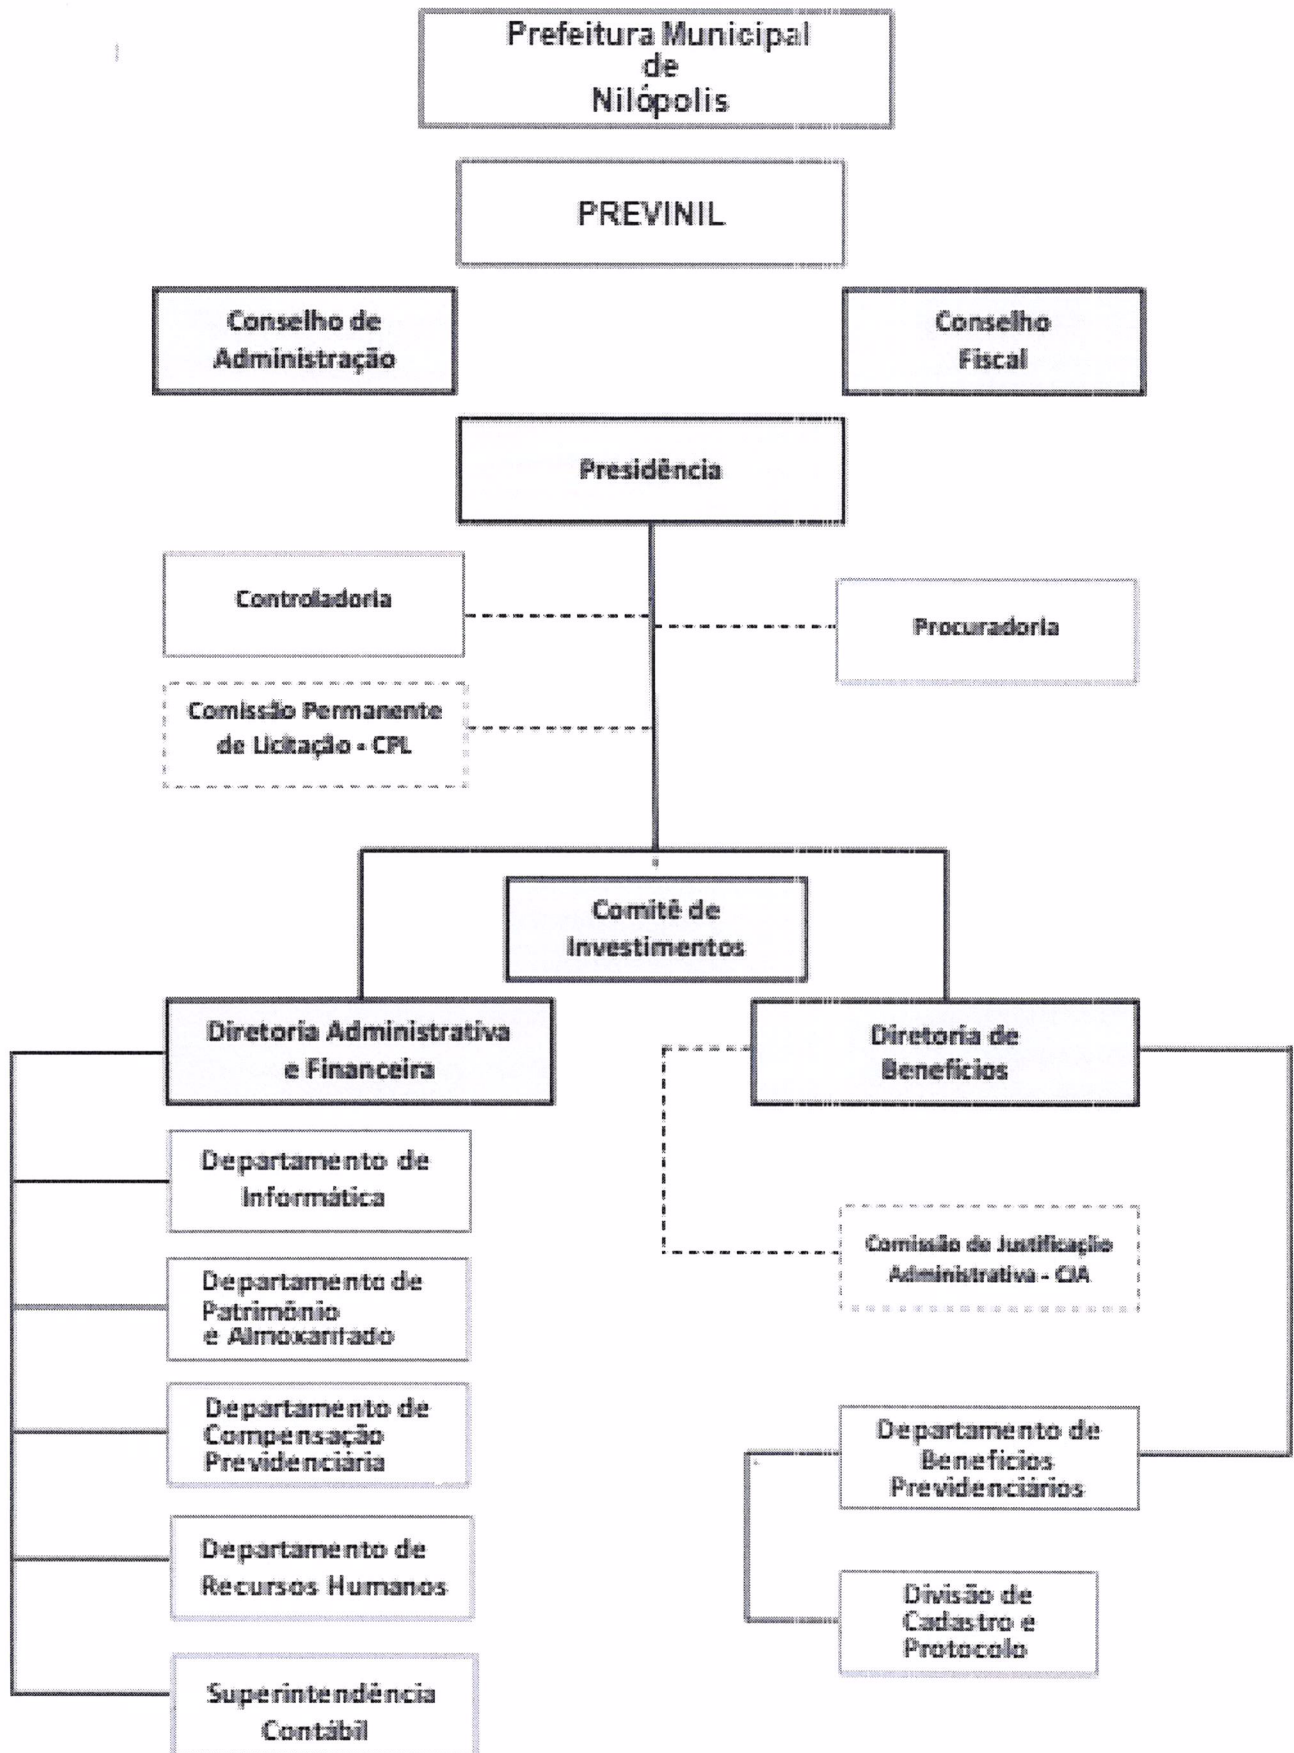 Prefeitura Municipal
de
Nilópolis
PREVINIL
Conselho de
Administração
Conselho
Fiscal
Presidência
Controladoria
Procuradoria
Comissão Permanente
de Licitação - CPL
Comitê de
Investimentos
Diretoria Administrativa
e Financeira
Diretoria de
Benefícios
Departamento de
Informática
Comissão de Justificação
Administrativa - CJA
Departamento de
Patrimônio
e Almoxarifado
Departamento de
Compensação
Previdenciária
Departamento de
Benefícios
Previdenciários
Departamento de
Recursos Humanos
Divisão de
Cadastro e
Protocolo
Superintendência
Contábil